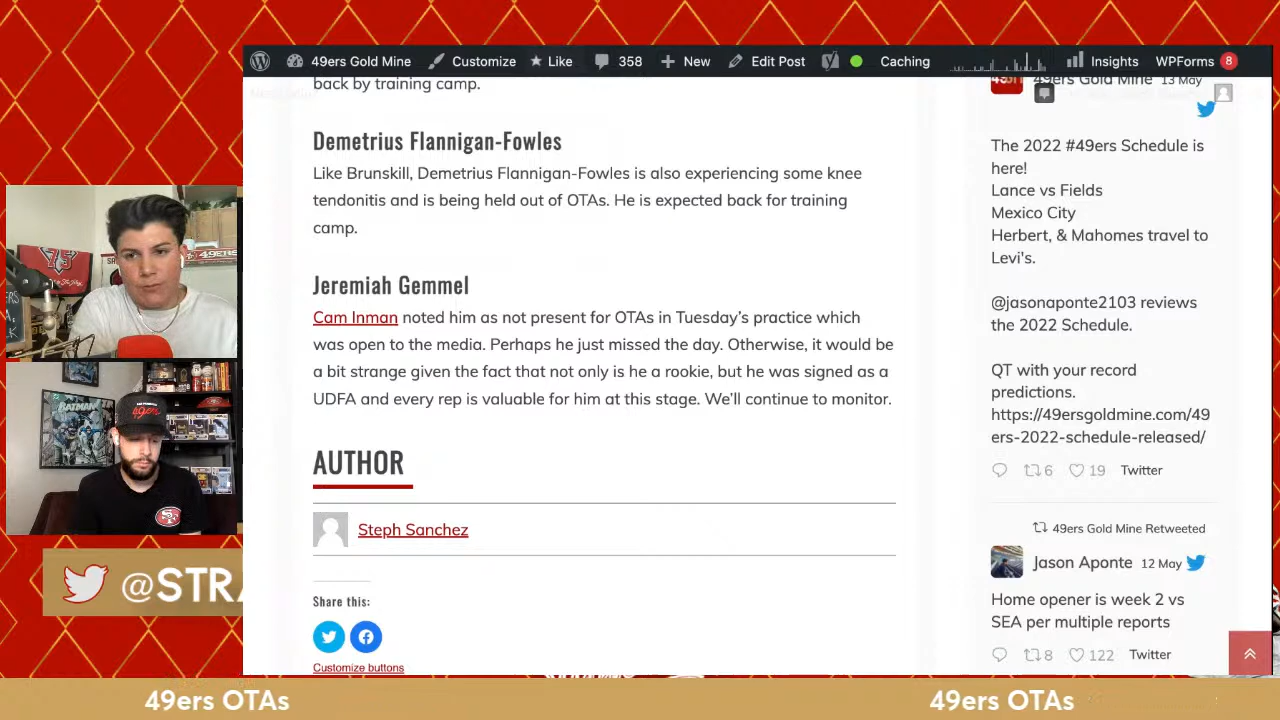 49ers Gold Mine Customize Like 358 New Edit Post Caching Insights WPForms 8
back by training camp.
Demetrius Flannigan-Fowles
Like Brunskill, Demetrius Flannigan-Fowles is also experiencing some knee
tendonitis and is being held out of OTAs. He is expected back for training
camp.
Jeremiah Gemmel
Cam Inman noted him as not present for OTAs in Tuesday’s practice which
was open to the media. Perhaps he just missed the day. Otherwise, it would be
a bit strange given the fact that not only is he a rookie, but he was signed as a
UDFA and every rep is valuable for him at this stage. We’ll continue to monitor.
AUTHOR
Steph Sanchez
Share this:
Customize buttons
49ers Gold Mine 13 May
The 2022 #49ers Schedule is
here!
Lance vs Fields
Mexico City
Herbert, & Mahomes travel to
Levi's.
@jasonaponte2103 reviews
the 2022 Schedule.
QT with your record
predictions.
https://49ersgoldmine.com/49
ers-2022-schedule-released/
6 19 Twitter
49ers Gold Mine Retweeted
Jason Aponte 12 May
Home opener is week 2 vs
SEA per multiple reports
8 122 Twitter
49ERS
BATMAN
49ers
SF
@STRA
49ers OTAs
49ers OTAs